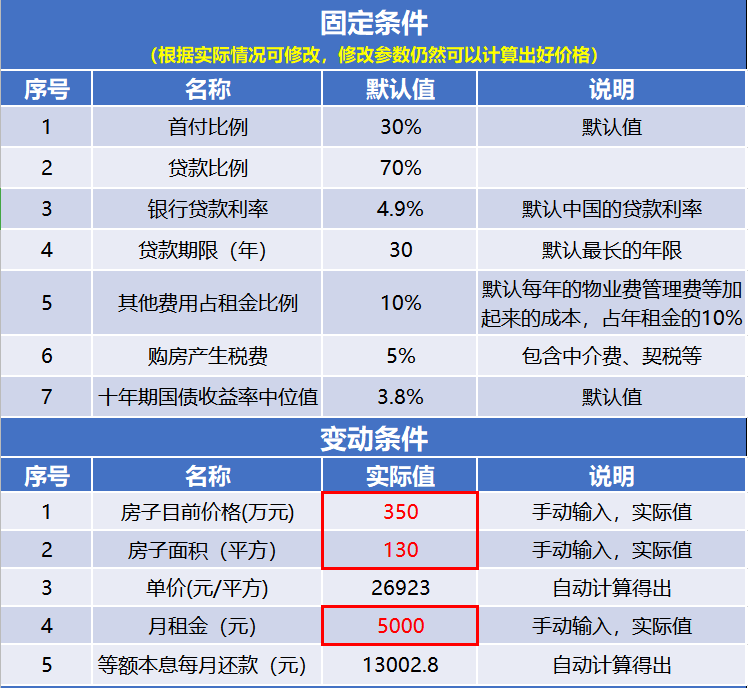 固定条件
（根据实际情况可修改，修改参数仍然可以计算出好价格）
序号 名称 默认值 说明
1 首付比例 30% 默认值
2 贷款比例 70%
3 银行贷款利率 4.9% 默认中国的贷款利率
4 贷款期限（年） 30 默认最长的年限
5 其他费用占租金比例 10% 默认每年的物业费管理费等加
起来的成本，占年租金的10%
6 购房产生税费 5% 包含中介费、契税等
7 十年期国债收益率中位值 3.8% 默认值
变动条件
序号 名称 实际值 说明
1 房子目前价格(万元) 350 手动输入，实际值
2 房子面积（平方） 130 手动输入，实际值
3 单价(元/平方) 26923 自动计算得出
4 月租金（元） 5000 手动输入，实际值
5 等额本息每月还款（元） 13002.8 自动计算得出